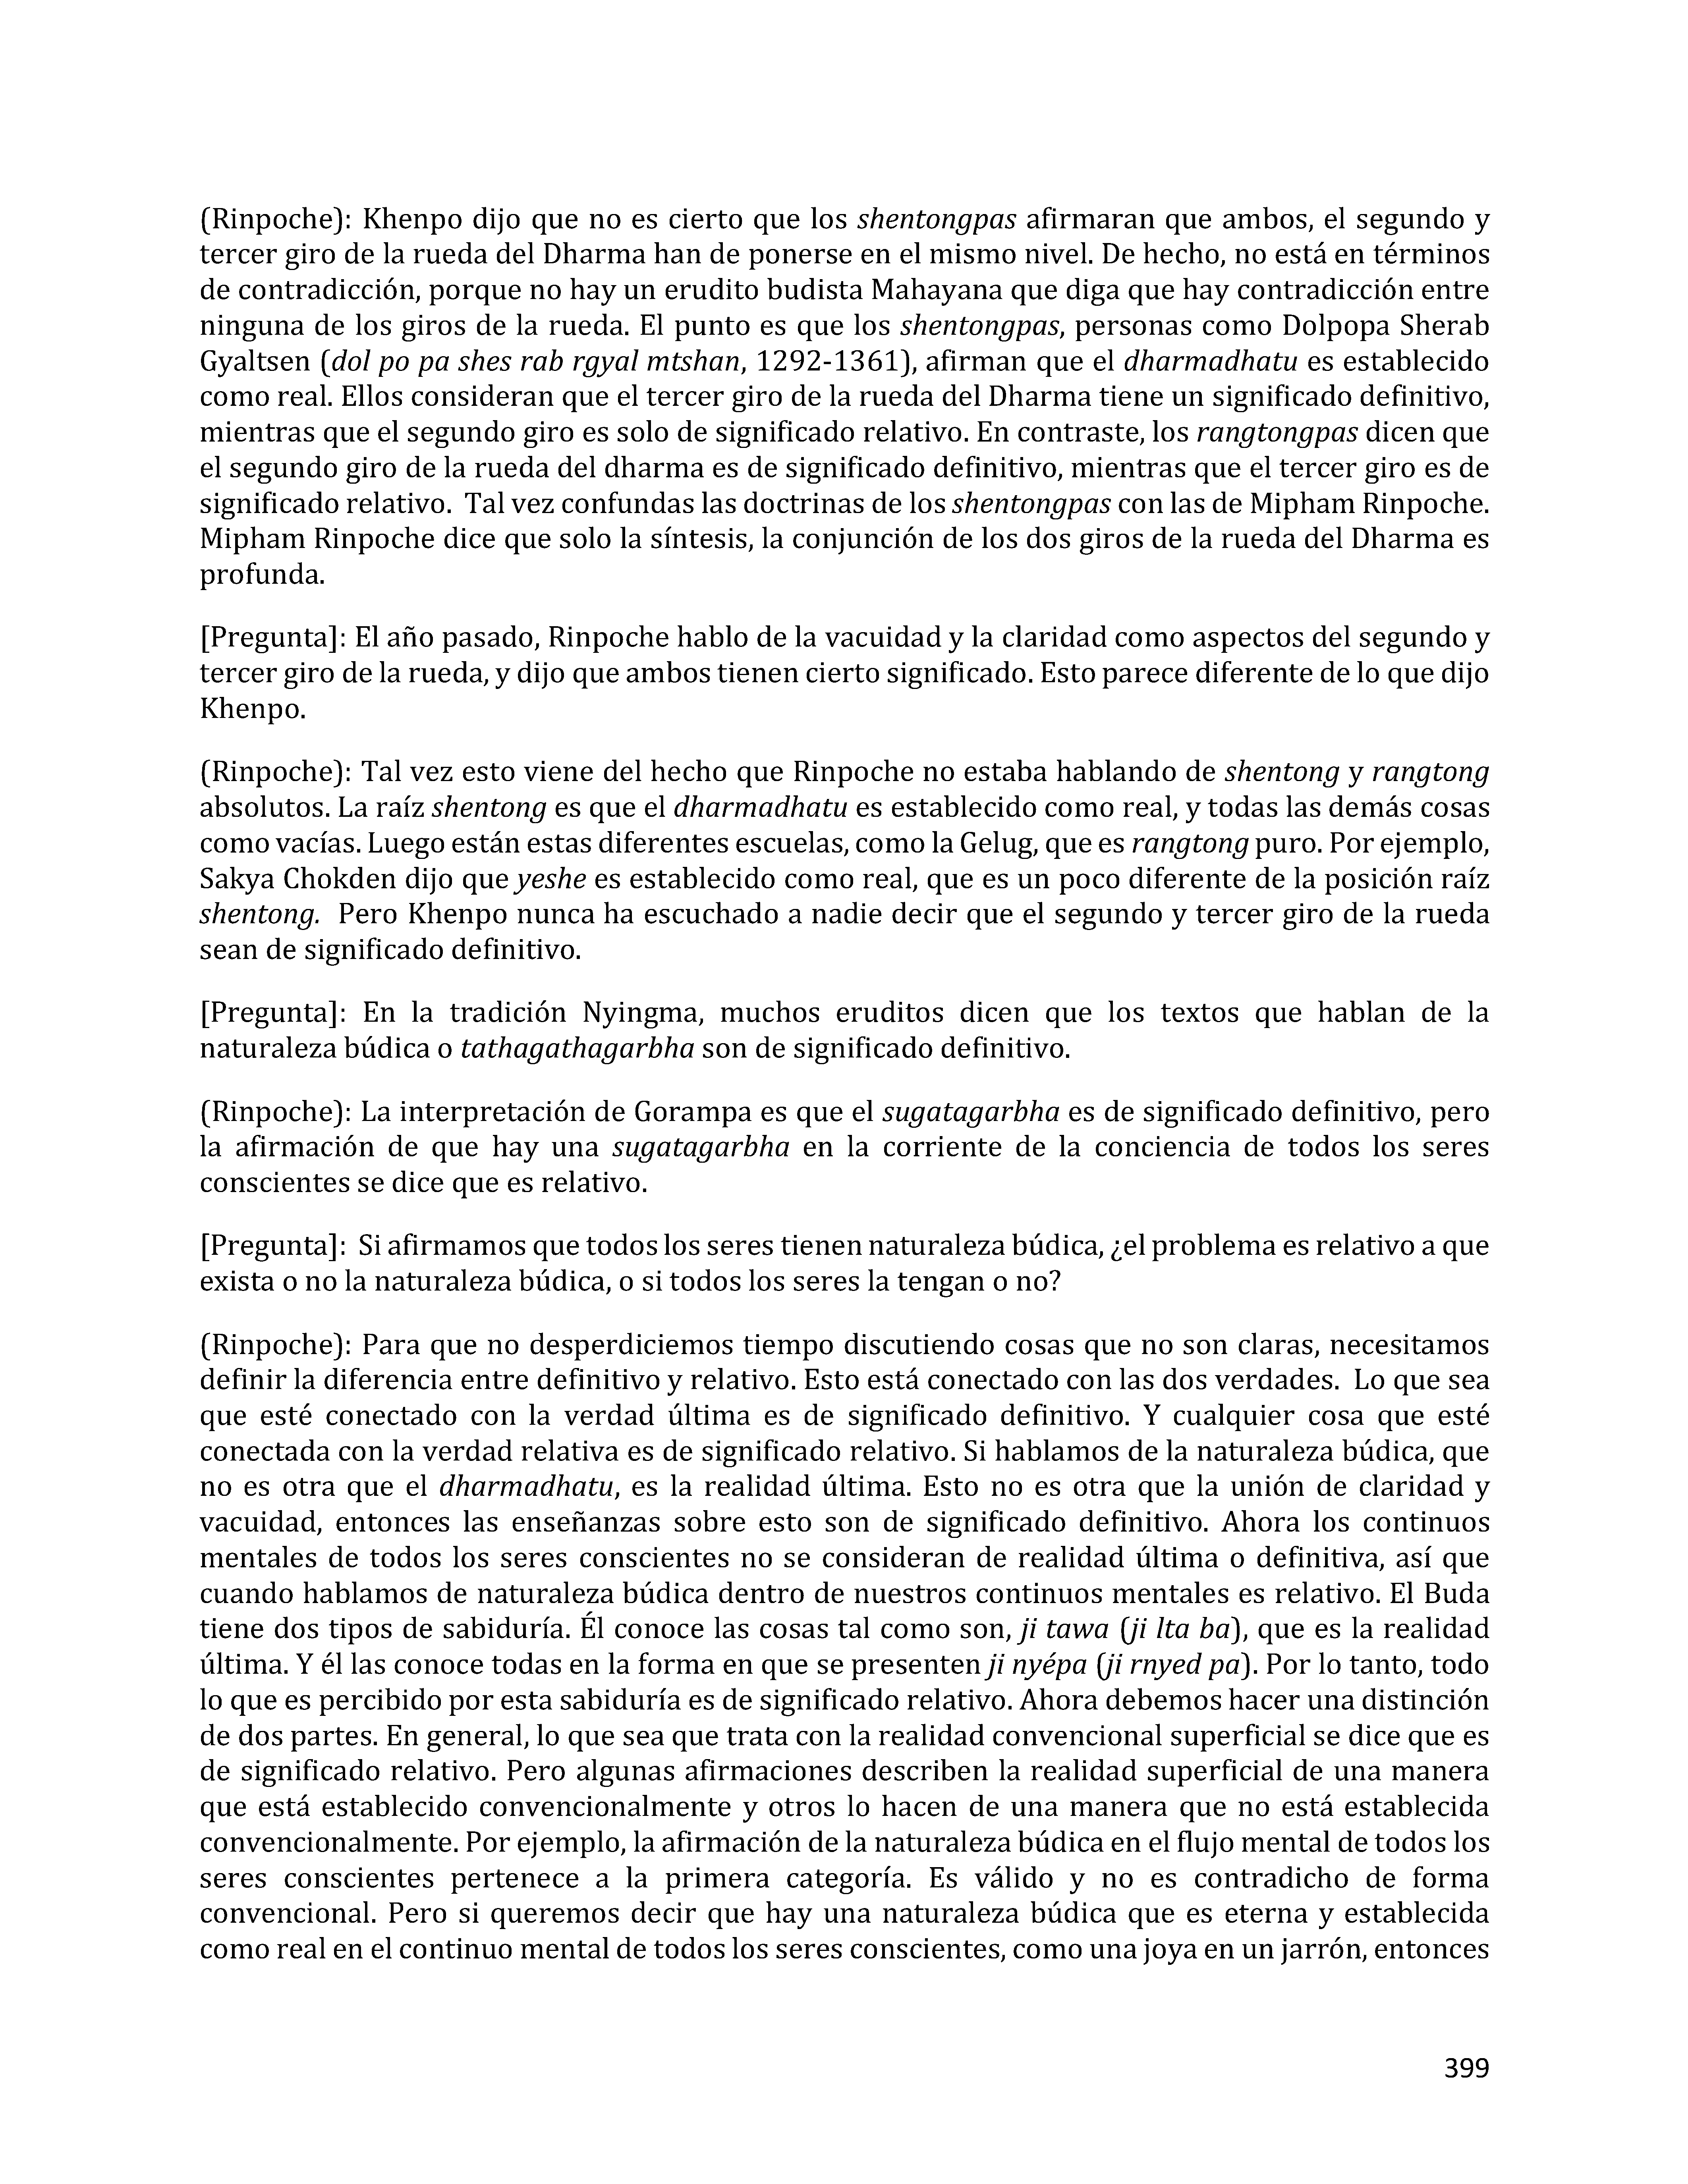 (Rinpoche): Khenpo dijo que no es cierto que los shentongpas afirmaran que ambos, el segundo y
tercer giro de la rueda del Dharma han de ponerse en el mismo nivel. De hecho, no está en términos
de contradicción, porque no hay un erudito budista Mahayana que diga que hay contradicción entre
ninguna de los giros de la rueda. El punto es que los shentongpas, personas como Dolpopa Sherab
Gyaltsen (dol po pa shes rab rgyal mtshan, 1292-1361), afirman que el dharmadhatu es establecido
como real. Ellos consideran que el tercer giro de la rueda del Dharma tiene un significado definitivo,
mientras que el segundo giro es solo de significado relativo. En contraste, los rangtongpas dicen que
el segundo giro de la rueda del dharma es de significado definitivo, mientras que el tercer giro es de
significado relativo. Tal vez confundas las doctrinas de los shentongpas con las de Mipham Rinpoche.
Mipham Rinpoche dice que solo la síntesis, la conjunción de los dos giros de la rueda del Dharma es
profunda.
[Pregunta]: El año pasado, Rinpoche hablo de la vacuidad y la claridad como aspectos del segundo y
tercer giro de la rueda, y dijo que ambos tienen cierto significado. Esto parece diferente de lo que dijo
Khenpo.
(Rinpoche): Tal vez esto viene del hecho que Rinpoche no estaba hablando de shentong y rangtong
absolutos. La raíz shentong es que el dharmadhatu es establecido como real, y todas las demás cosas
como vacías. Luego están estas diferentes escuelas, como la Gelug, que es rangtong puro. Por ejemplo,
Sakya Chokden dijo que yeshe es establecido como real, que es un poco diferente de la posición raíz
shentong. Pero Khenpo nunca ha escuchado a nadie decir que el segundo y tercer giro de la rueda
sean de significado definitivo.
[Pregunta]: En la tradición Nyingma, muchos eruditos dicen que los textos que hablan de la
naturaleza búdica o tathagathagarbha son de significado definitivo.
(Rinpoche): La interpretación de Gorampa es que el sugatagarbha es de significado definitivo, pero
la afirmación de que hay una sugatagarbha en la corriente de la conciencia de todos los seres
conscientes se dice que es relativo.
[Pregunta]: Si afirmamos que todos los seres tienen naturaleza búdica, ¿el problema es relativo a que
exista o no la naturaleza búdica, o si todos los seres la tengan o no?
(Rinpoche): Para que no desperdiciemos tiempo discutiendo cosas que no son claras, necesitamos
definir la diferencia entre definitivo y relativo. Esto está conectado con las dos verdades. Lo que sea
que esté conectado con la verdad última es de significado definitivo. Y cualquier cosa que esté
conectada con la verdad relativa es de significado relativo. Si hablamos de la naturaleza búdica, que
no es otra que el dharmadhatu, es la realidad última. Esto no es otra que la unión de claridad y
vacuidad, entonces las enseñanzas sobre esto son de significado definitivo. Ahora los continuos
mentales de todos los seres conscientes no se consideran de realidad última o definitiva, así que
cuando hablamos de naturaleza búdica dentro de nuestros continuos mentales es relativo. El Buda
tiene dos tipos de sabiduría. Él conoce las cosas tal como son, ji tawa (ji lta ba), que es la realidad
última. Y él las conoce todas en la forma en que se presenten ji nyépa (ji rnyed pa). Por lo tanto, todo
lo que es percibido por esta sabiduría es de significado relativo. Ahora debemos hacer una distinción
de dos partes. En general, lo que sea que trata con la realidad convencional superficial se dice que es
de significado relativo. Pero algunas afirmaciones describen la realidad superficial de una manera
que está establecido convencionalmente y otros lo hacen de una manera que no está establecida
convencionalmente. Por ejemplo, la afirmación de la naturaleza búdica en el flujo mental de todos los
seres conscientes pertenece a la primera categoría. Es válido y no es contradicho de forma
convencional. Pero si queremos decir que hay una naturaleza búdica que es eterna y establecida
como real en el continuo mental de todos los seres conscientes, como una joya en un jarrón, entonces
399